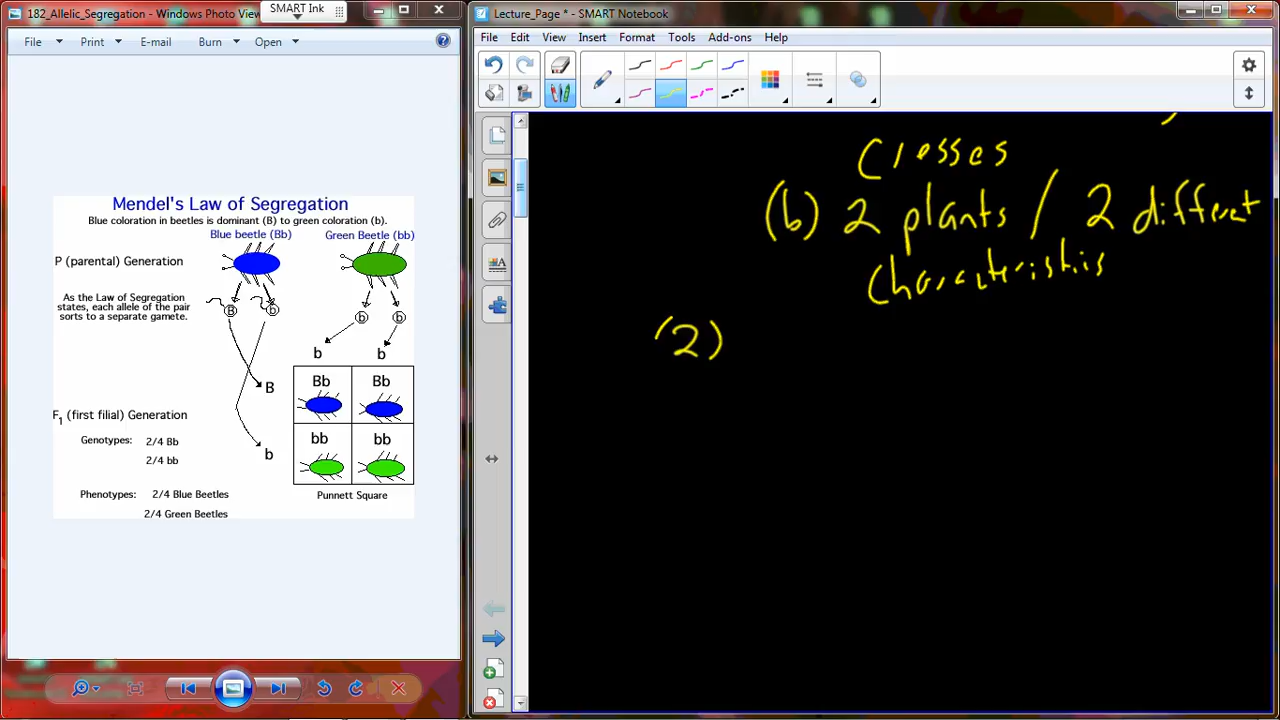 182_Allelic_Segregation - Windows Photo View
SMART Ink
File Print E-mail Burn Open
Mendel's Law of Segregation
Blue coloration in beetles is dominant (B) to green coloration (b).
Blue beetle (Bb) Green Beetle (bb)
P (parental) Generation
As the Law of Segregation
states, each allele of the pair
sorts to a separate gamete.
B b b b
b b
B Bb Bb
F1 (first filial) Generation
Genotypes: 2/4 Bb
b bb bb
2/4 bb
Phenotypes: 2/4 Blue Beetles
Punnett Square
2/4 Green Beetles
Lecture_Page * - SMART Notebook
File Edit View Insert Format Tools Add-ons Help
Crosses
(b) 2 plants / 2 differet
characteristis
(2)